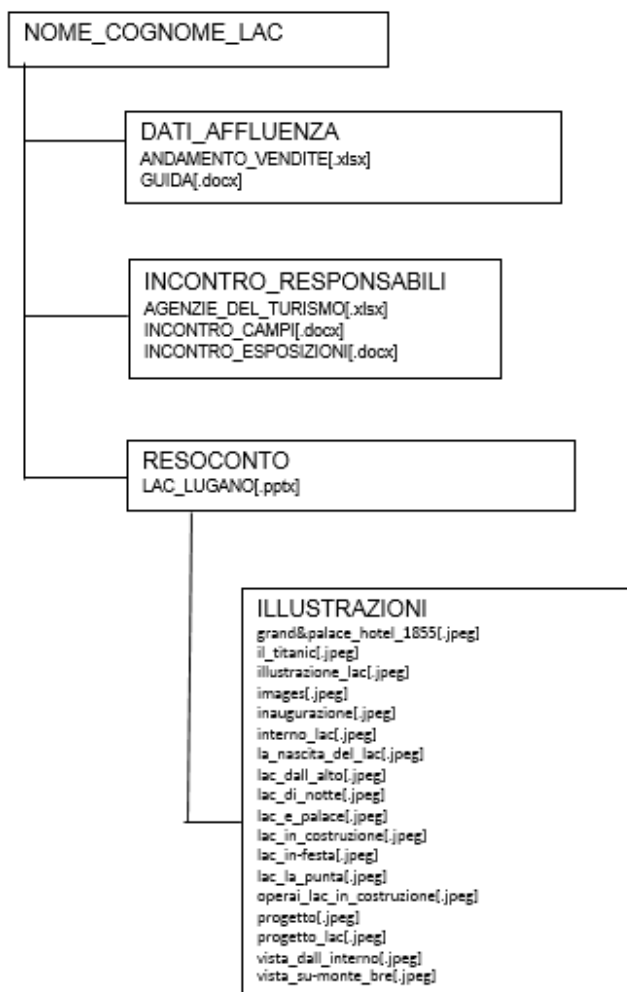 NOME_COGNOME_LAC
DATI_AFFLUENZA
ANDAMENTO_VENDITE[.xlsx]
GUIDA[.docx]
INCONTRO_RESPONSABILI
AGENZIE_DEL_TURISMO[.xlsx]
INCONTRO_CAMPI[.docx]
INCONTRO_ESPOSIZIONI[.docx]
RESOCONTO
LAC_LUGANO[.pptx]
ILLUSTRAZIONI
grand&palace_hotel_1855[.jpeg]
il_titanic[.jpeg]
illustrazione_lac[.jpeg]
images[.jpeg]
inaugurazione[.jpeg]
interno_lac[.jpeg]
la_nascita_del_lac[.jpeg]
lac_dall_alto[.jpeg]
lac_di_notte[.jpeg]
lac_e_palace[.jpeg]
lac_in_costruzione[.jpeg]
lac_in-festa[.jpeg]
lac_la_punta[.jpeg]
operai_lac_in_costruzione[.jpeg]
progetto[.jpeg]
progetto_lac[.jpeg]
vista_dall_interno[.jpeg]
vista_su-monte_bre[.jpeg]